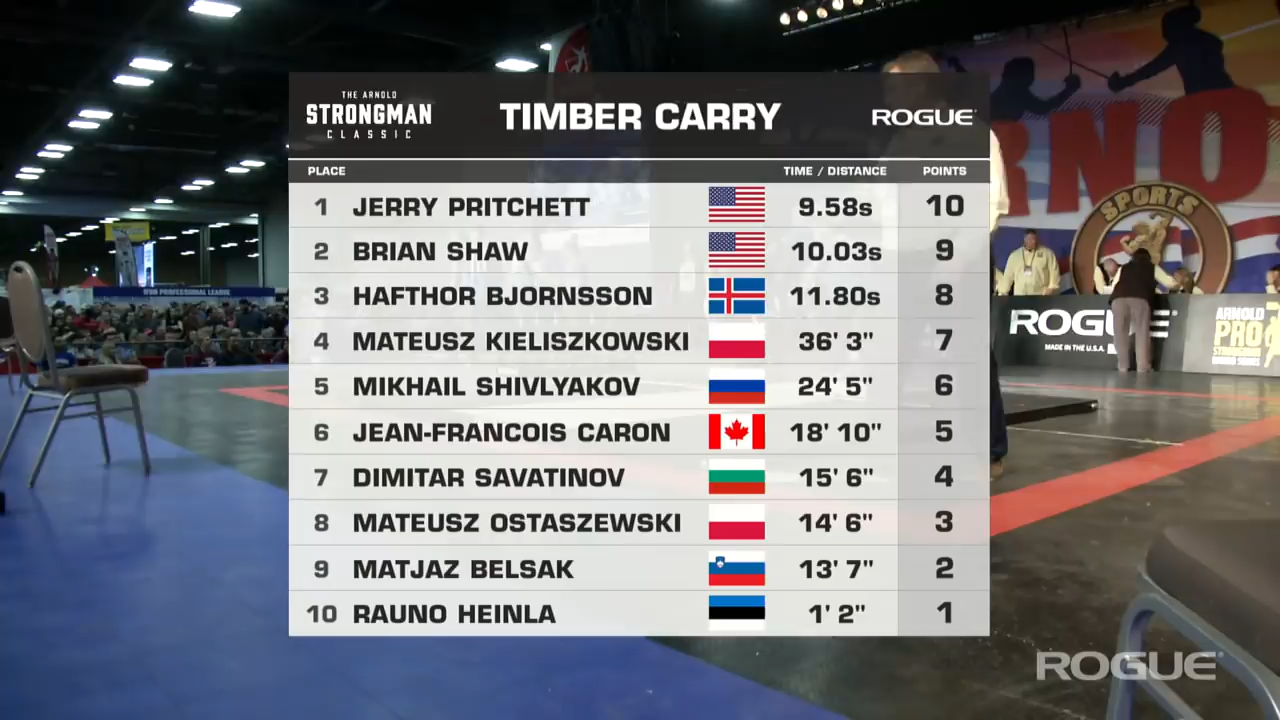 THE ARNOLD
STRONGMAN
CLASSIC
TIMBER CARRY
ROGUE
PLACE TIME / DISTANCE POINTS
1 JERRY PRITCHETT 9.58s 10
2 BRIAN SHAW 10.03s 9
3 HAFTHOR BJORNSSON 11.80s 8
4 MATEUSZ KIELISZKOWSKI 36' 3" 7
5 MIKHAIL SHIVLYAKOV 24' 5" 6
6 JEAN-FRANCOIS CARON 18' 10" 5
7 DIMITAR SAVATINOV 15' 6" 4
8 MATEUSZ OSTASZEWSKI 14' 6" 3
9 MATJAZ BELSAK 13' 7" 2
10 RAUNO HEINLA 1' 2" 1
RNO
SPORTS
ROGUE
MADE IN THE U.S.A.
ARNOLD
PRO
STRONGMAN
ROGUE